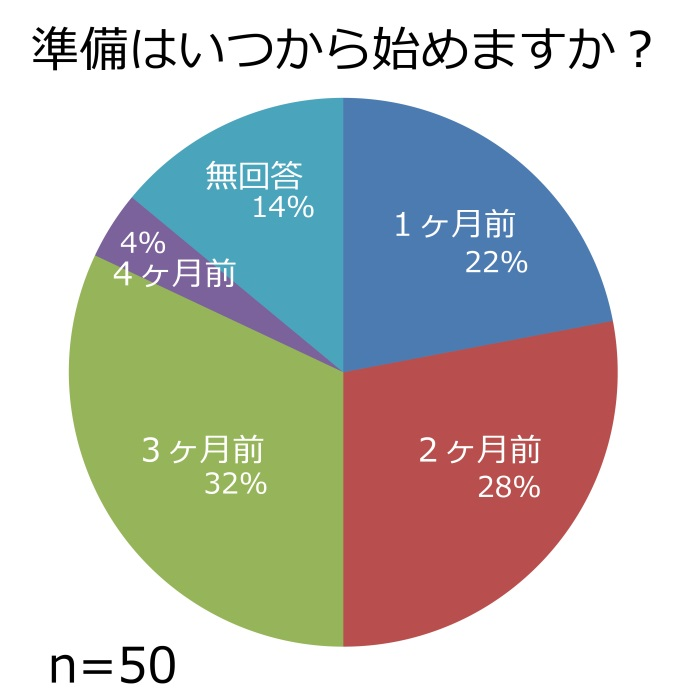 準備はいつから始めますか？
無回答
14%
１ヶ月前
22%
4%
４ヶ月前
３ヶ月前
32%
２ヶ月前
28%
n=50